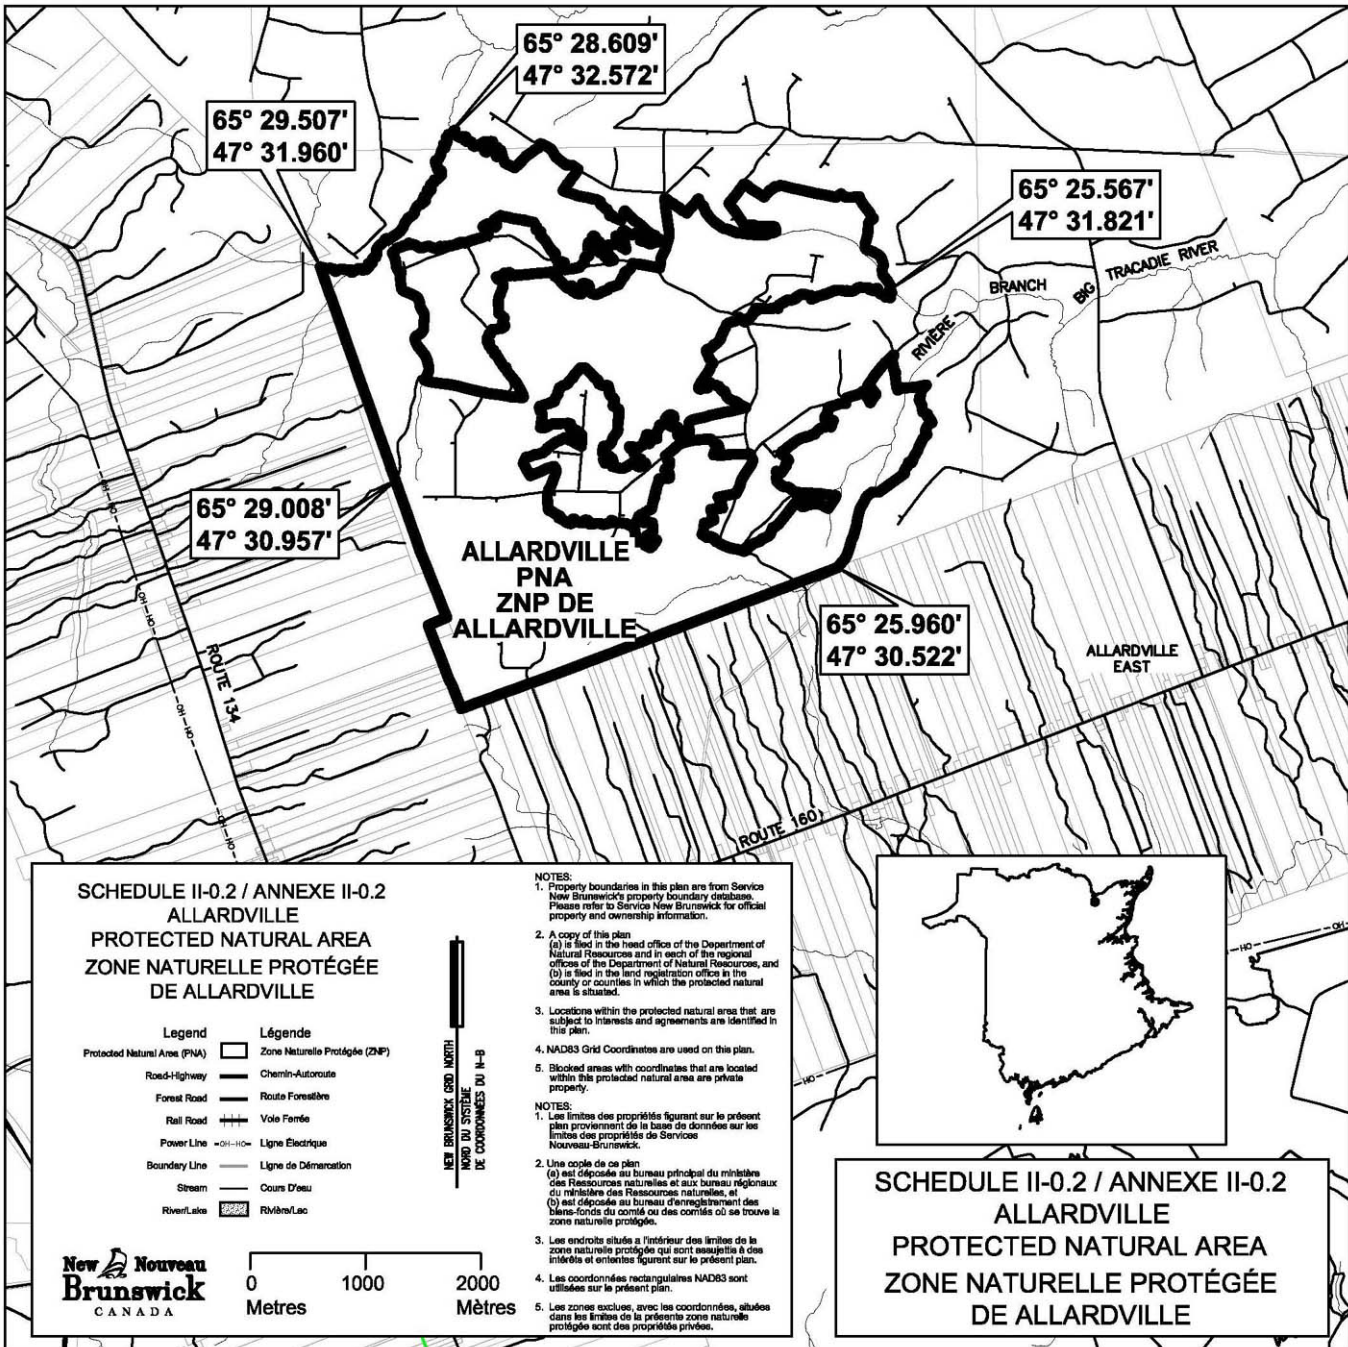 65° 28.609'
47° 32.572'
65° 29.507'
47° 31.960'
65° 25.567'
47° 31.821'
BIG TRACADIE RIVER
BRANCH
RIVIÈRE
65° 29.008'
47° 30.957'
ALLARDVILLE
PNA
ZNP DE
ALLARDVILLE
65° 25.960'
47° 30.522'
ALLARDVILLE
EAST
ROUTE 134
ROUTE 160
OH-HO
SCHEDULE II-0.2 / ANNEXE II-0.2
ALLARDVILLE
PROTECTED NATURAL AREA
ZONE NATURELLE PROTÉGÉE
DE ALLARDVILLE
Legend Légende
Protected Natural Area (PNA) Zone Naturelle Protégée (ZNP)
Road-Highway Chemin-Autoroute
Forest Road Route Forestière
Rail Road Voie Ferrée
Power Line -OH-HO- Ligne Électrique
Boundary Line Ligne de Démarcation
Stream Cours D'eau
River/Lake Rivière/Lac
NEW BRUNSWICK GRID NORTH
NORD DU SYSTÈME
DE COORDONNÉES DU N-B
New Nouveau
Brunswick
CANADA
0 1000 2000
Metres Mètres
NOTES:
1. Property boundaries in this plan are from Service
New Brunswick's property boundary database.
Please refer to Service New Brunswick for official
property and ownership information.
2. A copy of this plan
(a) is filed in the head office of the Department of
Natural Resources and in each of the regional
offices of the Department of Natural Resources, and
(b) is filed in the land registration office in the
county or counties in which the protected natural
area is situated.
3. Locations within the protected natural area that are
subject to interests and agreements are identified in
this plan.
4. NAD83 Grid Coordinates are used on this plan.
5. Blocked areas with coordinates that are located
within this protected natural area are private
property.
NOTES:
1. Les limites des propriétés figurant sur le présent
plan proviennent de la base de données sur les
limites des propriétés de Services
Nouveau-Brunswick.
2. Une copie de ce plan
(a) est déposée au bureau principal du ministère
des Ressources naturelles et aux bureau régionaux
du ministère des Ressources naturelles, et
(b) est déposée au bureau d'enregistrement des
biens-fonds du comté ou des comtés où se trouve la
zone naturelle protégée.
3. Les endroits situés a l'intérieur des limites de la
zone naturelle protégée qui sont assujettis à des
intérêts et ententes figurant sur le présent plan.
4. Les coordonnées rectangulaires NAD83 sont
utilisées sur le présent plan.
5. Les zones exclues, avec les coordonnées, situées
dans les limites de la présente zone naturelle
protégée sont des propriétés privées.
SCHEDULE II-0.2 / ANNEXE II-0.2
ALLARDVILLE
PROTECTED NATURAL AREA
ZONE NATURELLE PROTÉGÉE
DE ALLARDVILLE